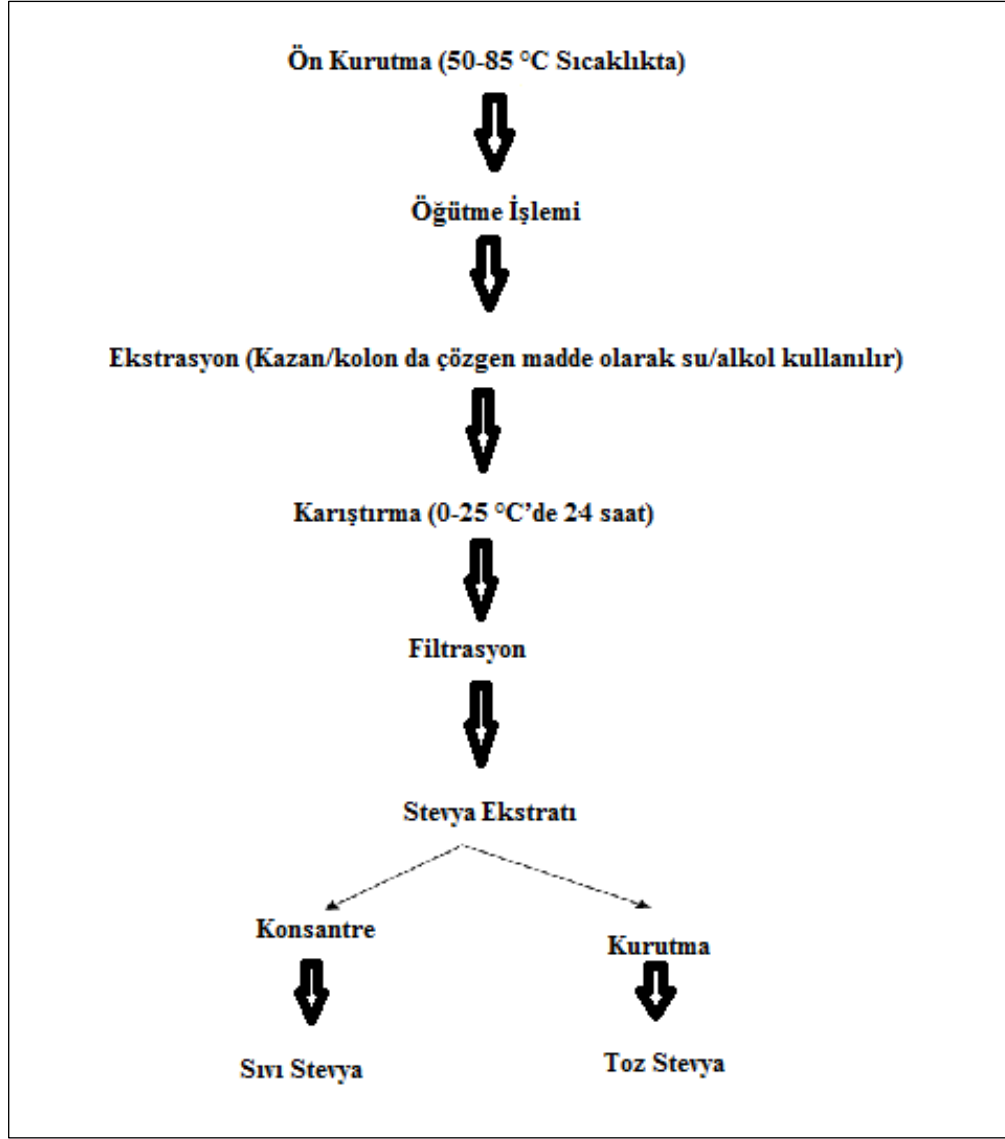 Ön Kurutma (50-85 °C Sıcaklıkta)
Öğütme İşlemi
Ekstrasyon (Kazan/kolon da çözgen madde olarak su/alkol kullanılır)
Karıştırma (0-25 °C’de 24 saat)
Filtrasyon
Stevya Ekstratı
Konsantre
Kurutma
Sıvı Stevya
Toz Stevya